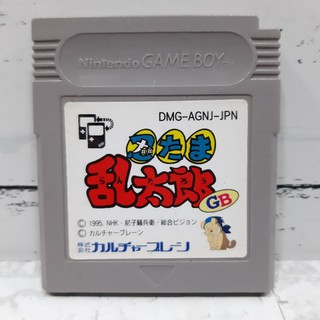 Nintendo GAME BOY
DMG-AGNJ-JPN
忍たま
乱太郎
GB
© 1995 NHK・尼子騒兵衛・総合ビジョン
© カルチャーブレーン
株式会社 カルチャーブレーン